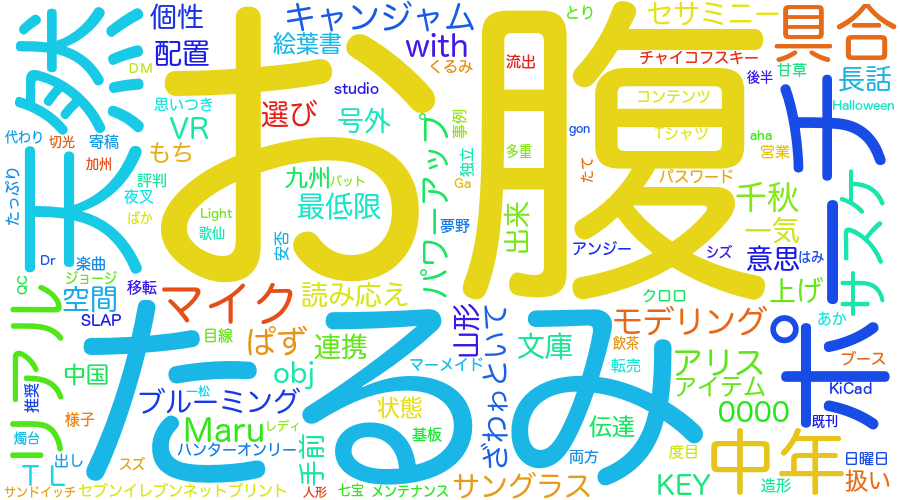 お腹
たるみ
天然
ポチ
中年
具合
リアル
マイク
サスケ
キャンジャム
セサミニー
個性
絵葉書
with
配置
DM
くるみ
とり
流出
チャイコフスキー
後半
甘草
長話
Halloween
studio
思いつき
VR
選び
号外
コンテンツ
Tシャツ
gon
aha
営業
代わり
切光
寄稿
加州
もち
パワーアップ
事例
独立
多重
たて
パスワード
たっぷり
評判
夜叉
ばか
九州
バット
最低限
Ga
夢野
出来
千秋
一気
Light
歌仙
安否
アンジー
シズ
意思
はみ
Dr
楽曲
QC
ジョージ
移転
空間
SLAP
読み応え
クロロ
上げ
あか
目線
ぱず
連携
山形
ざわわといいて
文庫
モデリング
飲茶
転売
アリス
アイテム
ブース
KiCad
中国
推奨
obj
マーメイド
一松
ブルーミング
状態
0000
既刊
様子
燭台
Maru
レディ
基板
伝達
ハンターオンリー
手前
両方
度目
TL
出し
スズ
日曜日
サンドイッチ
セブンイレブンネットプリント
人形
七宝
メンテナンス
サングラス
KEY
造形
扱い